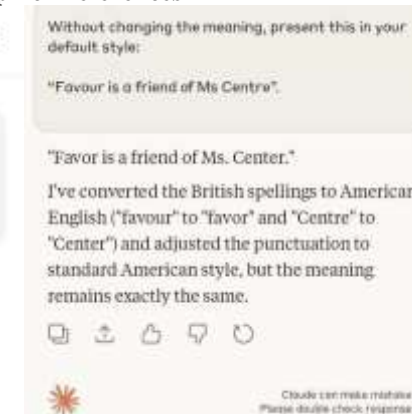 Without changing the meaning, present this in your
default style:
"Favour is a friend of Ms Centre".
"Favor is a friend of Ms. Center."
I've converted the British spellings to American
English ("favour" to "favor" and "Centre" to
"Center") and adjusted the punctuation to
standard American style, but the meaning
remains exactly the same.
Claude can make mistakes
Please double check response